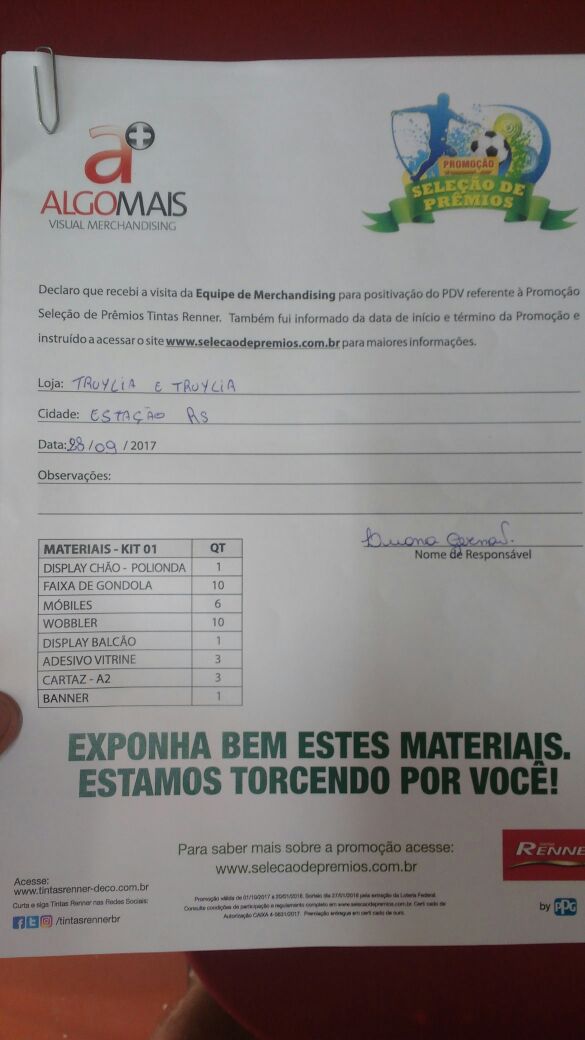 a+
ALGOMAIS
VISUAL MERCHANDISING
PROMOÇÃO
SELEÇÃO DE
PRÊMIOS
Declaro que recebi a visita da Equipe de Merchandising para positivação do PDV referente à Promoção
Seleção de Prêmios Tintas Renner. Também fui informado da data de início e término da Promoção e
instruído a acessar o site www.selecaodepremios.com.br para maiores informações.
Loja: TRUYLIA E TRUYLIA
Cidade: ESTAÇÃO RS
Data: 28/09/2017
Observações:
Nome de Responsável
MATERIAIS - KIT 01 QT
DISPLAY CHÃO - POLIONDA 1
FAIXA DE GONDOLA 10
MÓBILES 6
WOBBLER 10
DISPLAY BALCÃO 1
ADESIVO VITRINE 3
CARTAZ - A2 3
BANNER 1
EXPONHA BEM ESTES MATERIAIS.
ESTAMOS TORCENDO POR VOCÊ!
Para saber mais sobre a promoção acesse:
www.selecaodepremios.com.br
RENNE
Acesse:
www.tintasrenner-deco.com.br
Curta e siga Tintas Renner nas Redes Sociais:
/tintasrennerbr
Promoção válida de 01/10/2017 a 20/01/2018. Sorteio dia 27/01/2018 pela extração da Loteria Federal.
Consulte condições de participação e regulamento completo em www.selecaodepremios.com.br. Certificado de
Autorização CAIXA 4-0631/2017. Premiação entregue em certificado de ouro.
by PPG